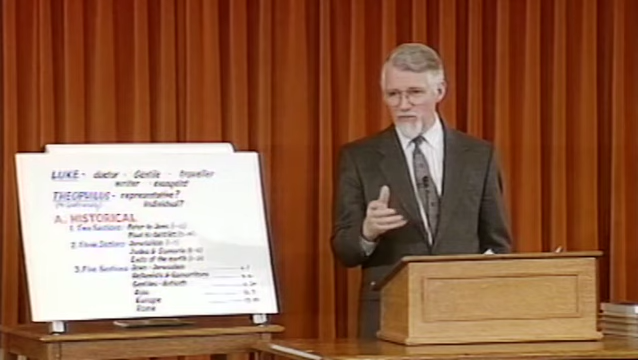 LUKE - doctor - Gentile - traveller
writer - evangelist
THEOPHILUS - representative?
individual?
A. HISTORICAL
1. Two Sections: Peter to Jews
Paul to Gentiles
2. Three Sections: Jerusalem
Judea & Samaria
Ends of the earth
3. Five Sections: Jews - Jerusalem
Hellenists & Samaritans
Gentiles - Antioch
Asia
Europe
Rome